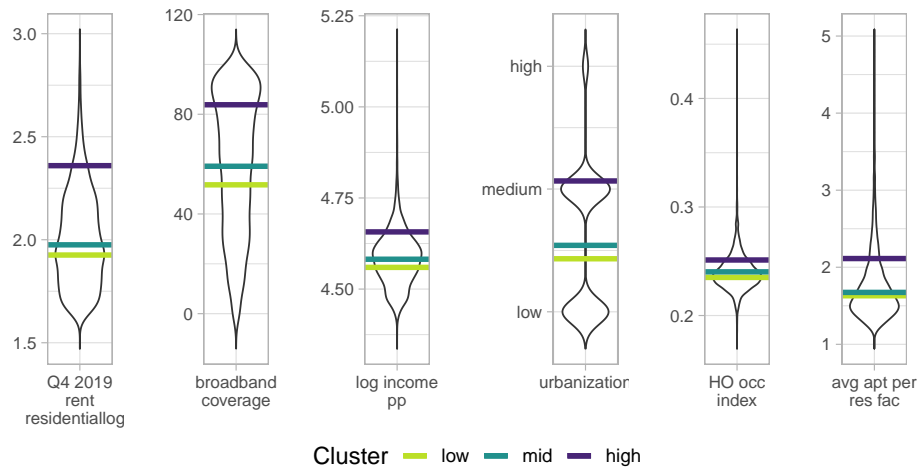 3.0
2.5
2.0
1.5
Q4 2019
rent
residentiallog
120
80
40
0
broadband
coverage
5.25
5.00
4.75
4.50
log income
pp
high
medium
low
urbanization
0.4
0.3
0.2
HO occ
index
5
4
3
2
1
avg apt per
res fac
Cluster low mid high